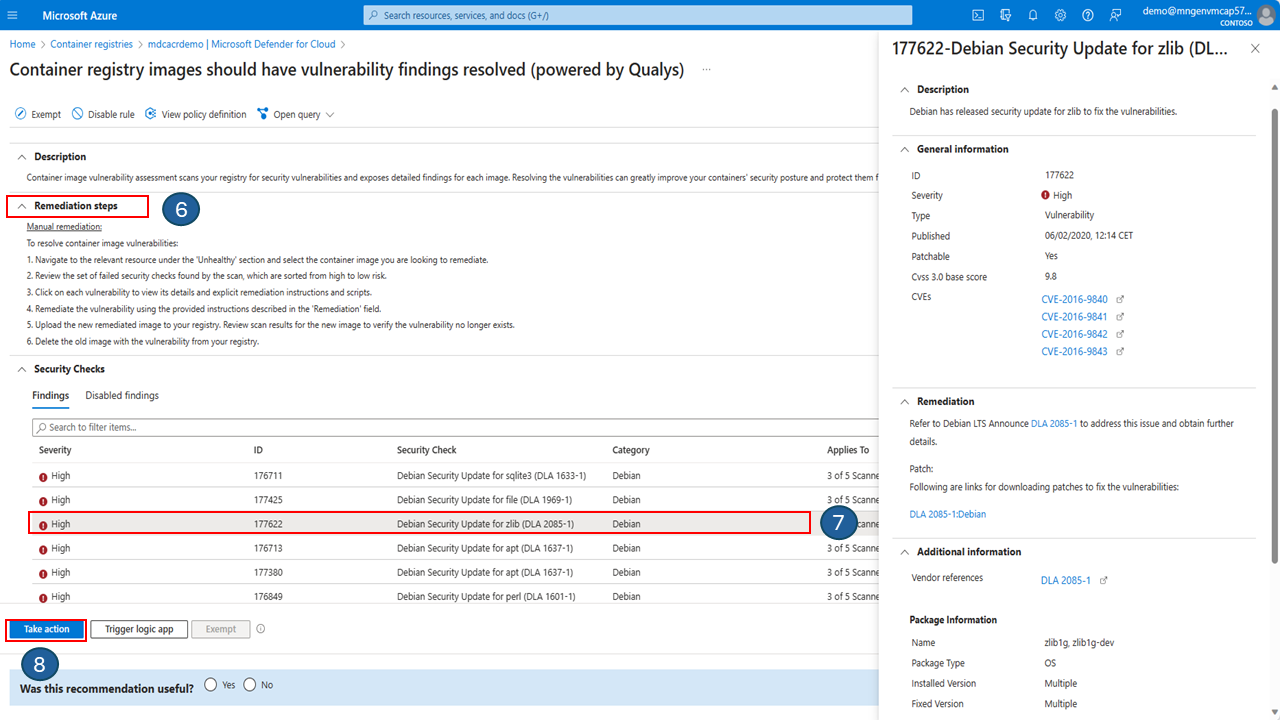 Microsoft Azure
Search resources, services, and docs (G+/)
demo@mngenvmcap57...
CONTOSO
Home > Container registries > mdcacrdemo | Microsoft Defender for Cloud >
Container registry images should have vulnerability findings resolved (powered by Qualys) ...
Exempt Disable rule View policy definition Open query
Description
Container image vulnerability assessment scans your registry for security vulnerabilities and exposes detailed findings for each image. Resolving the vulnerabilities can greatly improve your containers' security posture and protect them f
Remediation steps
6
Manual remediation:
To resolve container image vulnerabilities:
1. Navigate to the relevant resource under the 'Unhealthy' section and select the container image you are looking to remediate.
2. Review the set of failed security checks found by the scan, which are sorted from high to low risk.
3. Click on each vulnerability to view its details and explicit remediation instructions and scripts.
4. Remediate the vulnerability using the provided instructions described in the 'Remediation' field.
5. Upload the new remediated image to your registry. Review scan results for the new image to verify the vulnerability no longer exists.
6. Delete the old image with the vulnerability from your registry.
Security Checks
Findings Disabled findings
Search to filter items...
Severity ID Security Check Category Applies To
High 176711 Debian Security Update for sqlite3 (DLA 1633-1) Debian 3 of 5 Scanne
High 177425 Debian Security Update for file (DLA 1969-1) Debian 3 of 5 Scanne
High 177622 Debian Security Update for zlib (DLA 2085-1) Debian canne
7
High 176713 Debian Security Update for apt (DLA 1637-1) Debian 3 of 5 Scanne
High 177380 Debian Security Update for apt (DLA 1637-1) Debian 3 of 5 Scanne
High 176849 Debian Security Update for perl (DLA 1601-1) Debian 3 of 5 Scanne
Take action Trigger logic app Exempt
8
Was this recommendation useful? Yes No
177622-Debian Security Update for zlib (DL...
Description
Debian has released security update for zlib to fix the vulnerabilities.
General information
ID 177622
Severity High
Type Vulnerability
Published 06/02/2020, 12:14 CET
Patchable Yes
Cvss 3.0 base score 9.8
CVEs CVE-2016-9840
CVE-2016-9841
CVE-2016-9842
CVE-2016-9843
Remediation
Refer to Debian LTS Announce DLA 2085-1 to address this issue and obtain further
details.
Patch:
Following are links for downloading patches to fix the vulnerabilities:
DLA 2085-1:Debian
Additional information
Vendor references DLA 2085-1
Package Information
Name zlib1g, zlib1g-dev
Package Type OS
Installed Version Multiple
Fixed Version Multiple